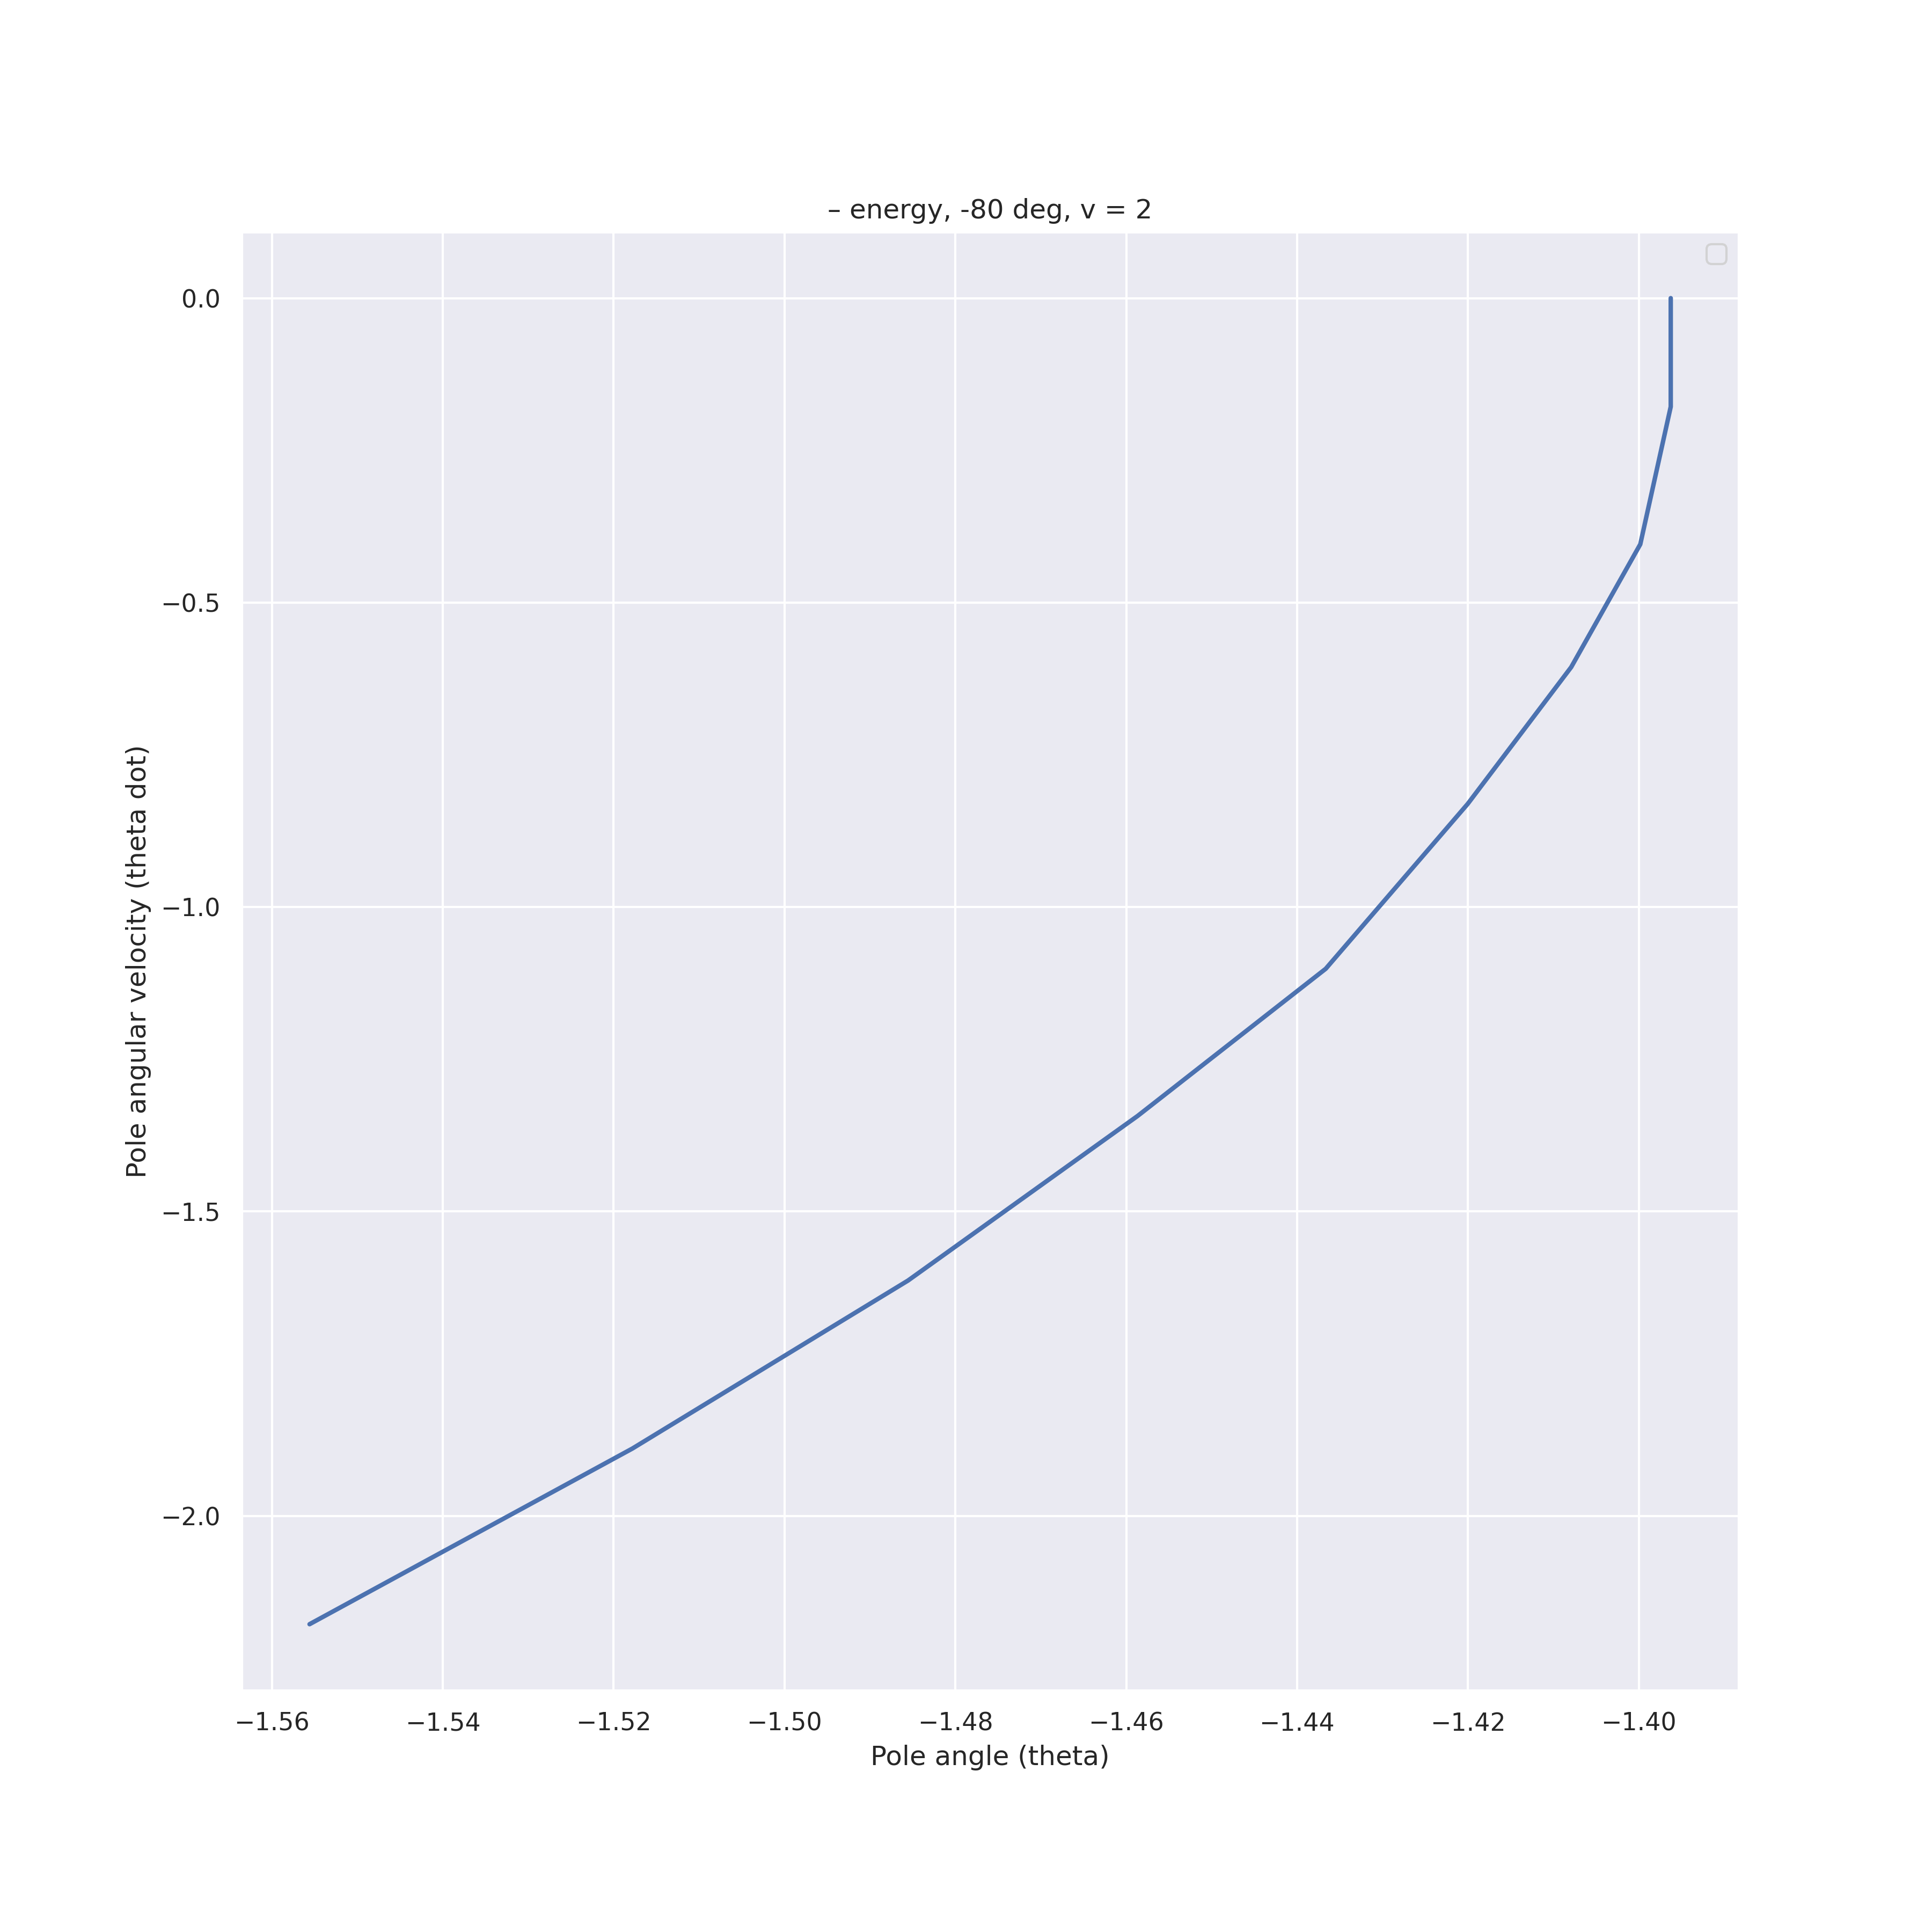 – energy, -80 deg, v = 2
0.0
−0.5
−1.0
−1.5
−2.0
Pole angular velocity (theta dot)
−1.56 −1.54 −1.52 −1.50 −1.48 −1.46 −1.44 −1.42 −1.40
Pole angle (theta)